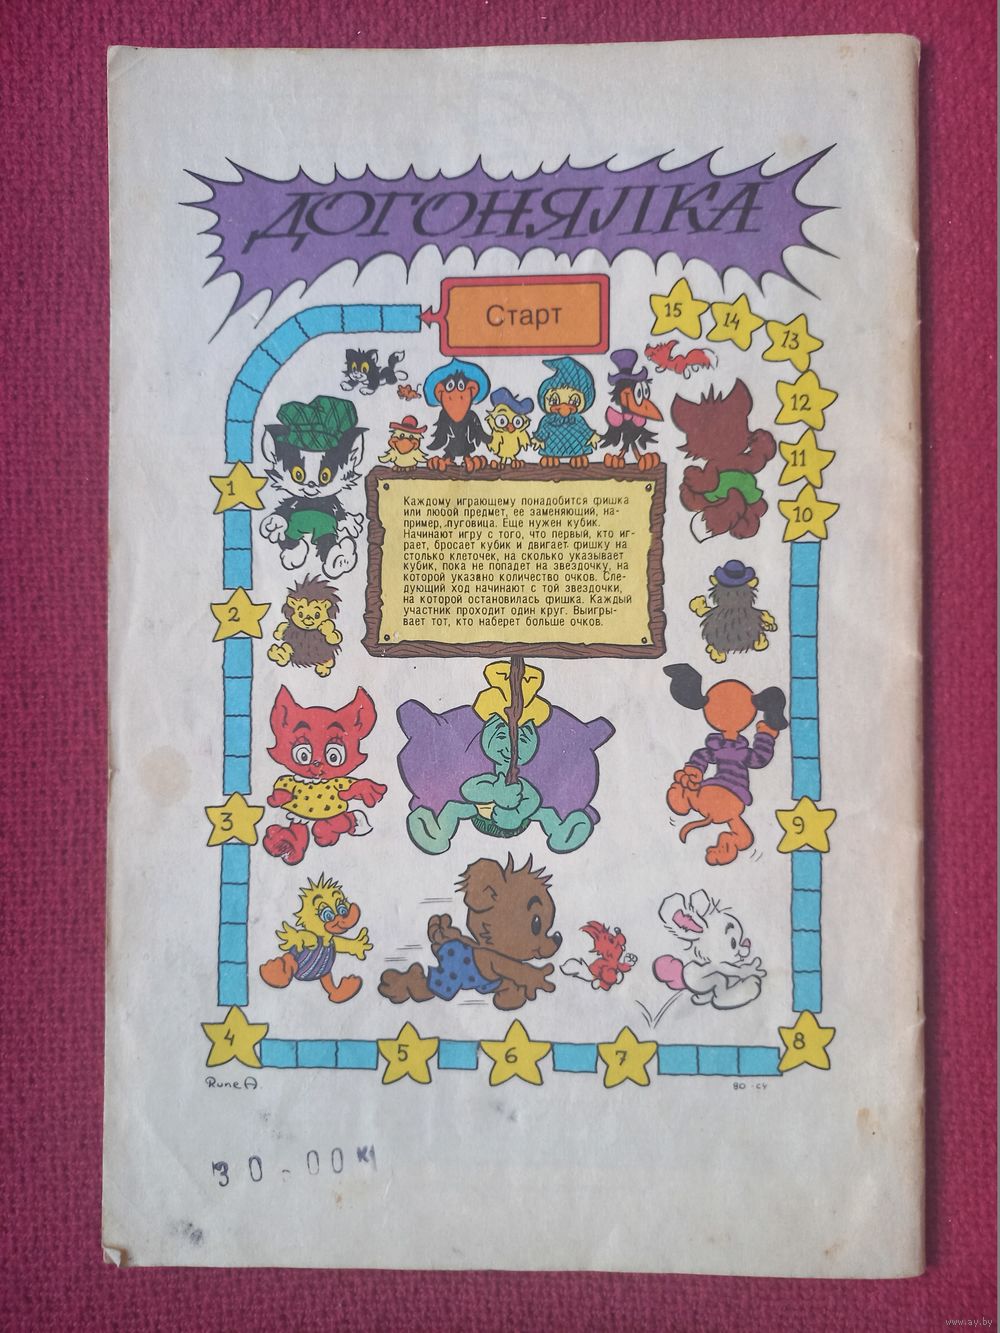 ДОГОНЯЛКА
Старт
15
14
13
12
11
10
1
2
3
4
5
6
7
8
9
Каждому играющему понадобится фишка
или любой предмет, ее заменяющий, на-
пример, пуговица. Еще нужен кубик.
Начинают игру с того, что первый, кто иг-
рает, бросает кубик и двигает фишку на
столько клеточек, на сколько указывает
кубик, пока не попадет на звездочку, на
которой указано количество очков. Сле-
дующий ход начинают с той звездочки,
на которой остановилась фишка. Каждый
участник проходит один круг. Выигры-
вает тот, кто наберет больше очков.
Rune A.
30-00 к
www.ay.by